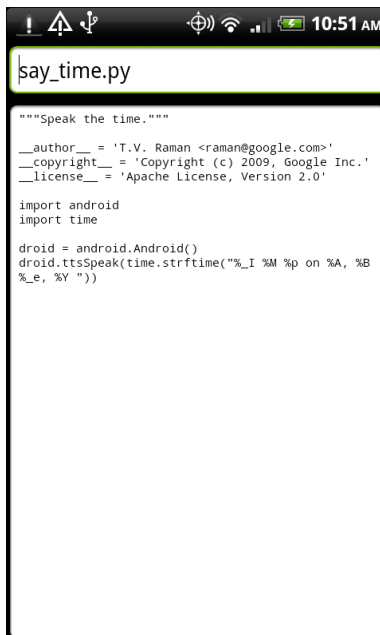 10:51 AM
say_time.py
"""Speak the time."""
__author__ = 'T.V. Raman <raman@google.com>'
__copyright__ = 'Copyright (c) 2009, Google Inc.'
__license__ = 'Apache License, Version 2.0'
import android
import time
droid = android.Android()
droid.ttsSpeak(time.strftime("%_I %M %p on %A, %B
%_e, %Y "))